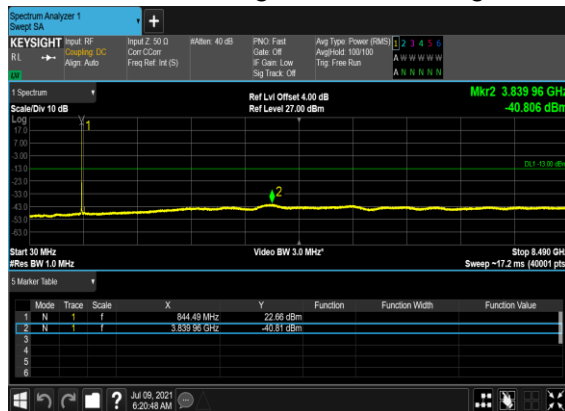 Spectrum Analyzer 1
Swept SA
+
KEYSIGHT Input: RF Input Z: 50 Ω #Atten: 40 dB PNO: Fast Avg Type: Power (RMS) 1 2 3 4 5 6
RL Coupling: DC Corr CCorr Gate: Off Avg|Hold: 100/100 A W W W W W
Align: Auto Freq Ref: Int (S) IF Gain: Low Trig: Free Run
Sig Track: Off A N N N N N
LW
1 Spectrum Ref Lvl Offset 4.00 dB Mkr2 3.839 96 GHz
Scale/Div 10 dB Ref Level 27.00 dBm -40.806 dBm
Log
17.0
7.00
-3.00
-13.0
-23.0
-33.0
-43.0
-53.0
-63.0
1
DL1 -13.00 dBm
2
Start 30 MHz Video BW 3.0 MHz* Stop 8.490 GHz
#Res BW 1.0 MHz Sweep ~17.2 ms (40001 pts)
5 Marker Table
Mode Trace Scale X Y Function Function Width Function Value
1 N 1 f 844.49 MHz 22.66 dBm
2 N 1 f 3.839 96 GHz -40.81 dBm
3
4
5
6
? Jul 09, 2021
6:20:48 AM